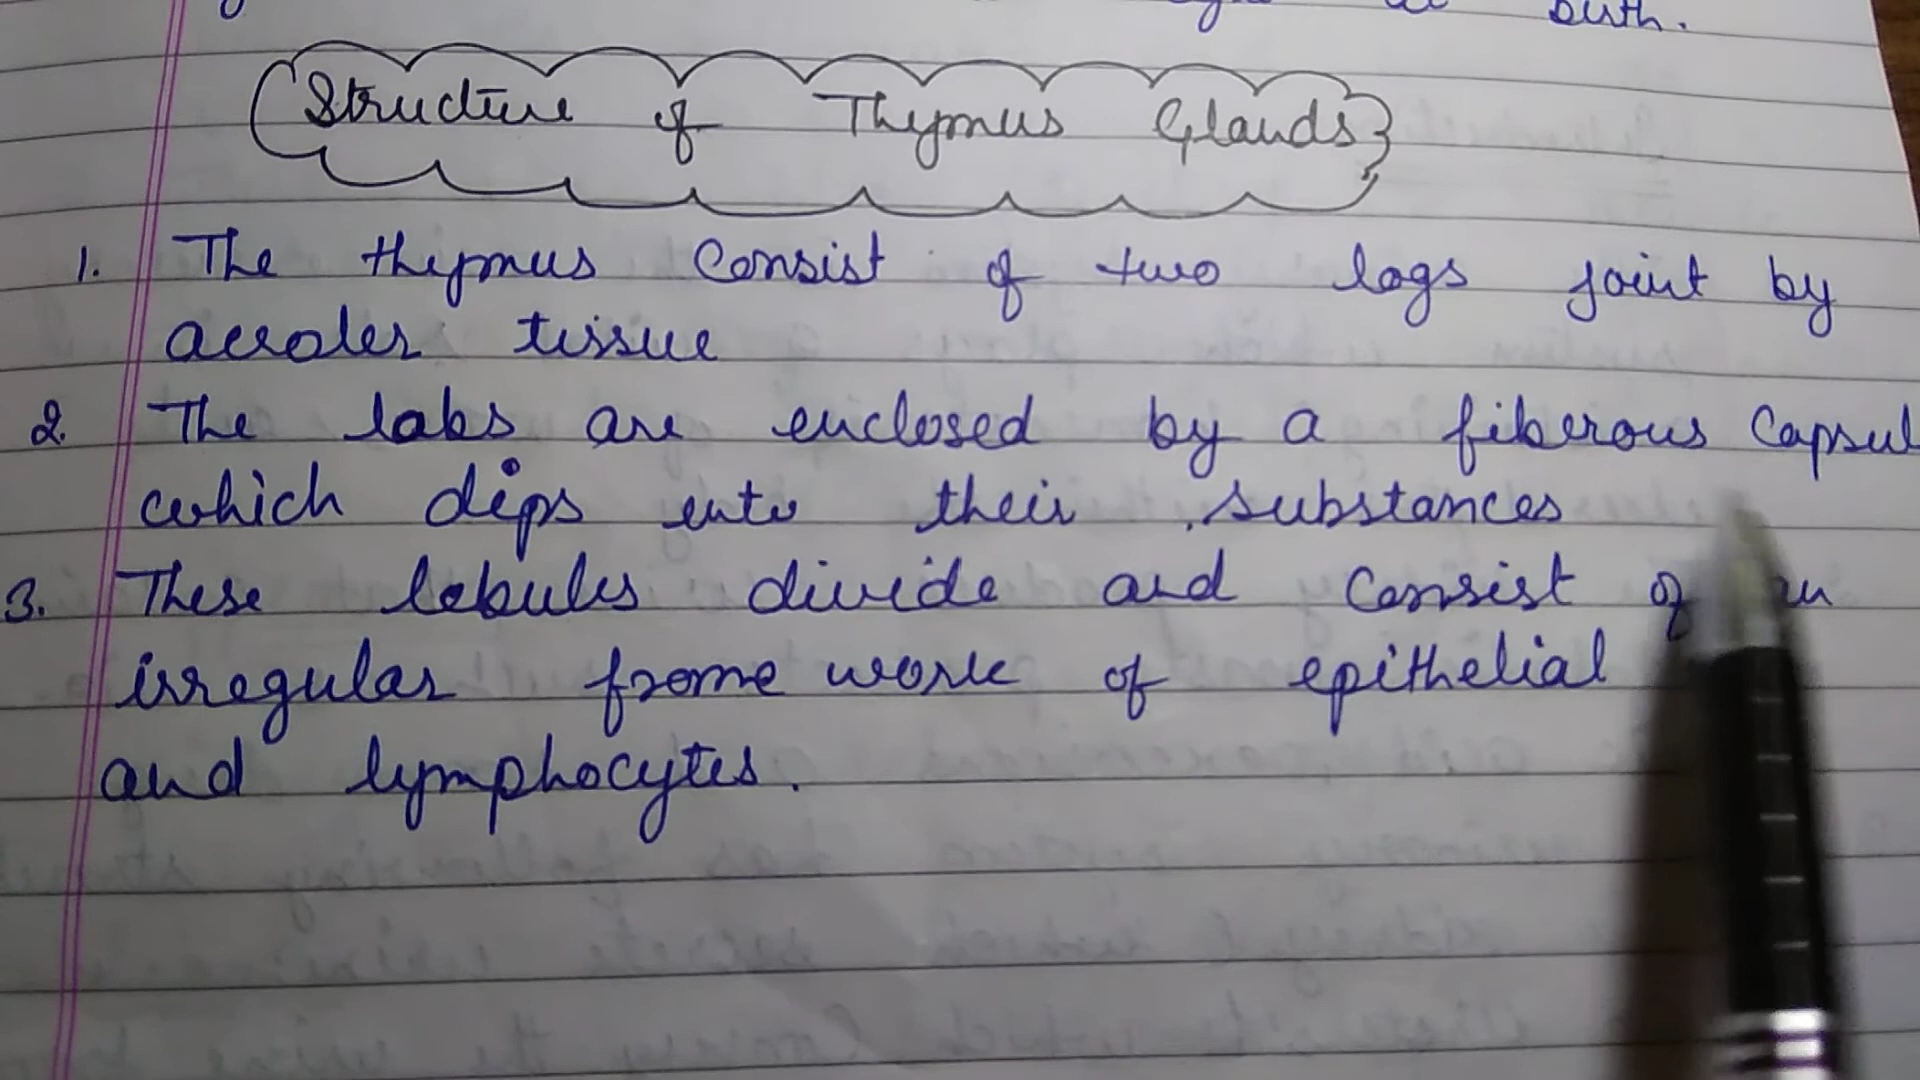 birth.
Structure of Thymus Glands
1. The thymus Consist of two logs joint by
aeroler tissue
2. The labs are enclosed by a fiberous Capsul
which dips into their substances
3. These lobules divide and Consist of an
irregular frome work of epithelial
and lymphocytes.